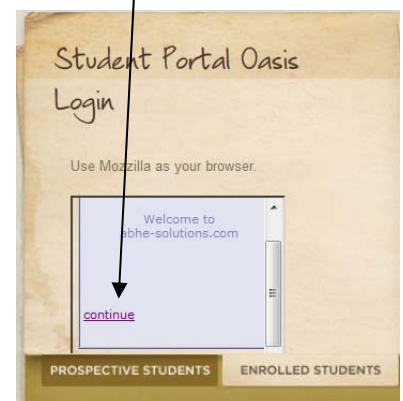 Student Portal Oasis
Login
Use Mozzilla as your browser.
Welcome to
abhe-solutions.com
continue
PROSPECTIVE STUDENTS ENROLLED STUDENTS